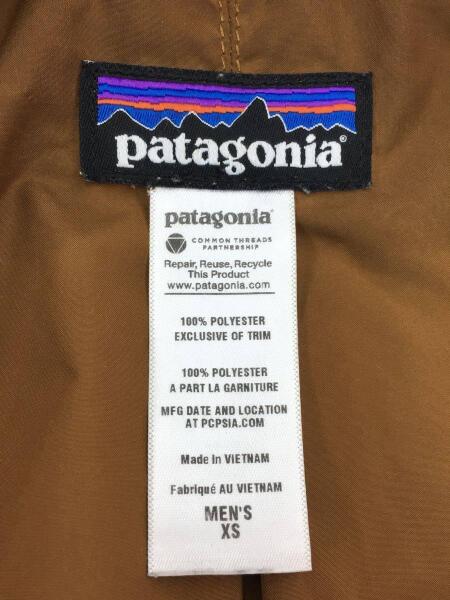 patagonia®
patagonia®
COMMON THREADS
PARTNERSHIP
Repair, Reuse, Recycle
This Product
www.patagonia.com
100% POLYESTER
EXCLUSIVE OF TRIM
100% POLYESTER
A PART LA GARNITURE
MFG DATE AND LOCATION
AT PCPSIA.COM
Made In VIETNAM
Fabriqué AU VIETNAM
MEN'S
XS